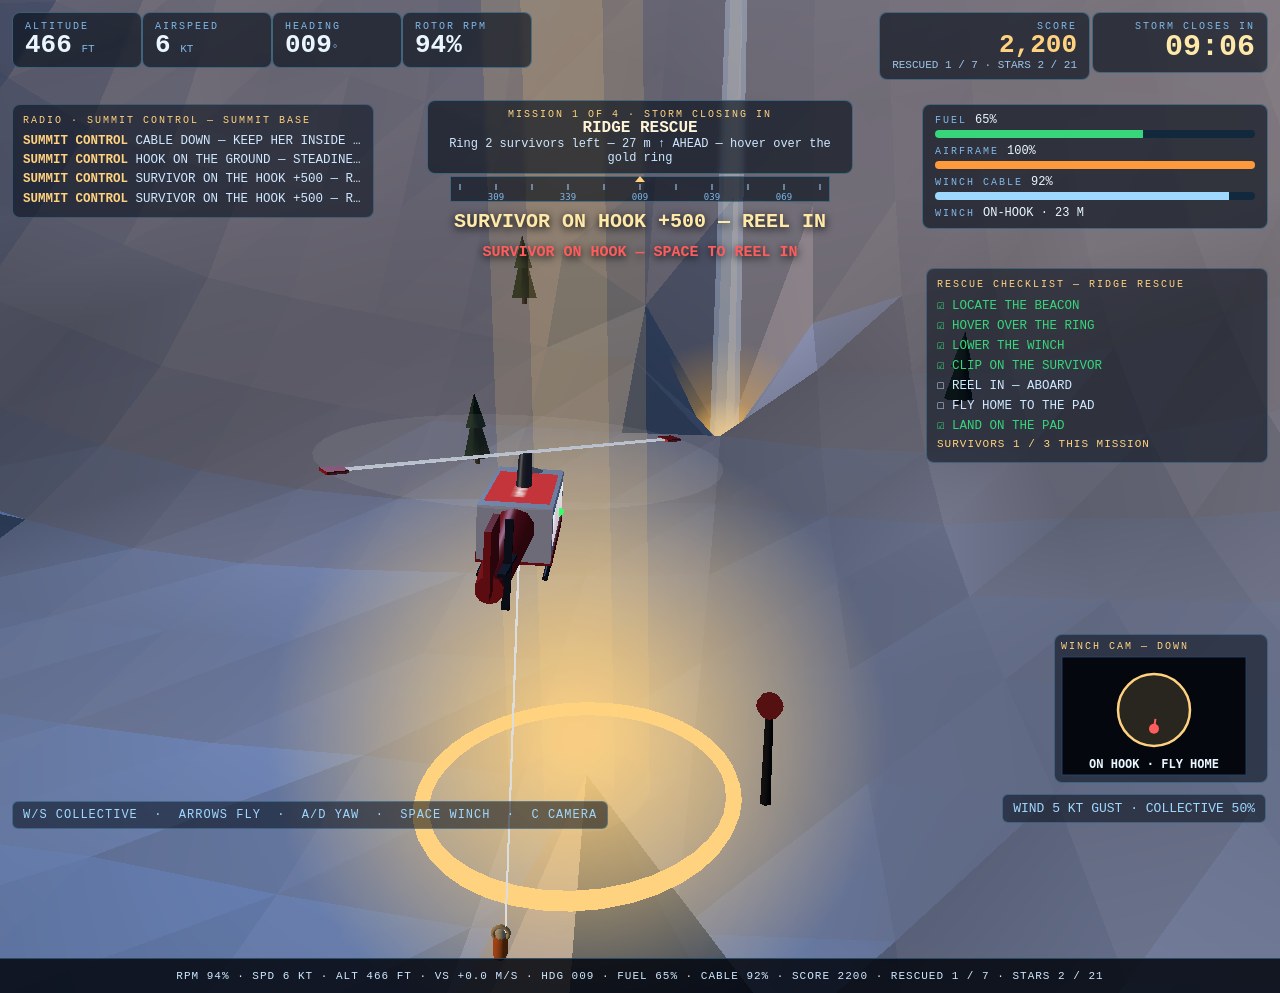 ALTITUDE
466 FT
AIRSPEED
6 KT
HEADING
009°
ROTOR RPM
94%
SCORE
2,200
RESCUED 1 / 7 · STARS 2 / 21
STORM CLOSES IN
09:06
RADIO · SUMMIT CONTROL — SUMMIT BASE
SUMMIT CONTROL CABLE DOWN — KEEP HER INSIDE …
SUMMIT CONTROL HOOK ON THE GROUND — STEADINE…
SUMMIT CONTROL SURVIVOR ON THE HOOK +500 — R…
SUMMIT CONTROL SURVIVOR ON THE HOOK +500 — R…
MISSION 1 OF 4 · STORM CLOSING IN
RIDGE RESCUE
Ring 2 survivors left — 27 m ↑ AHEAD — hover over the
gold ring
309 339 009 039 069
SURVIVOR ON HOOK +500 — REEL IN
SURVIVOR ON HOOK — SPACE TO REEL IN
FUEL 65%
AIRFRAME 100%
WINCH CABLE 92%
WINCH ON-HOOK · 23 M
RESCUE CHECKLIST — RIDGE RESCUE
☑ LOCATE THE BEACON
☑ HOVER OVER THE RING
☑ LOWER THE WINCH
☑ CLIP ON THE SURVIVOR
☐ REEL IN — ABOARD
☐ FLY HOME TO THE PAD
☑ LAND ON THE PAD
SURVIVORS 1 / 3 THIS MISSION
WINCH CAM — DOWN
ON HOOK · FLY HOME
W/S COLLECTIVE · ARROWS FLY · A/D YAW · SPACE WINCH · C CAMERA
WIND 5 KT GUST · COLLECTIVE 50%
RPM 94% · SPD 6 KT · ALT 466 FT · VS +0.0 M/S · HDG 009 · FUEL 65% · CABLE 92% · SCORE 2200 · RESCUED 1 / 7 · STARS 2 / 21